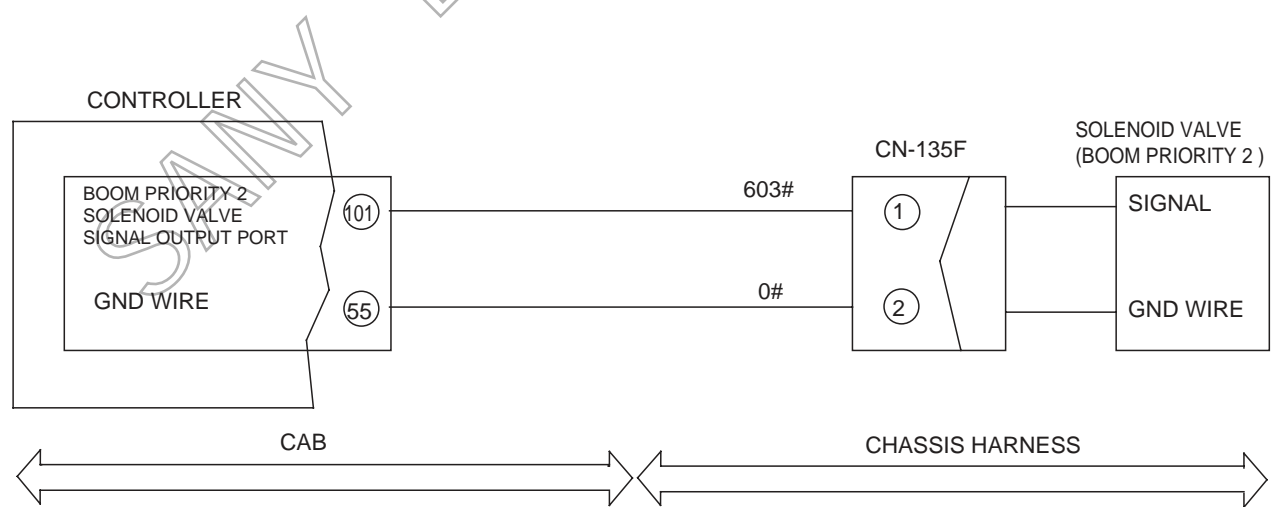 SANY
CONTROLLER
BOOM PRIORITY 2
SOLENOID VALVE
SIGNAL OUTPUT PORT
101
GND WIRE
55
603#
0#
CN-135F
1
2
SOLENOID VALVE
(BOOM PRIORITY 2 )
SIGNAL
GND WIRE
CAB
CHASSIS HARNESS